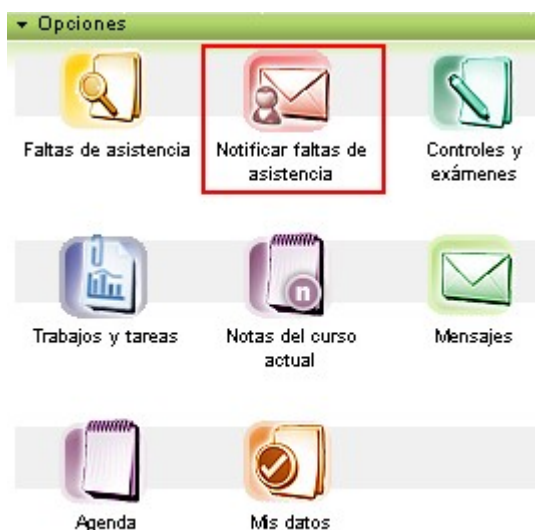 Opciones
Faltas de asistencia
Notificar faltas de
asistencia
Controles y
exámenes
n
Trabajos y tareas
Notas del curso
actual
Mensajes
Agenda
Mis datos